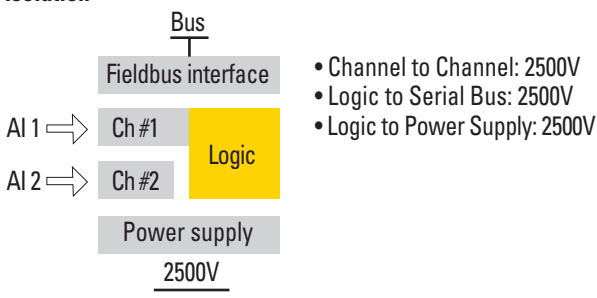 Bus
Fieldbus interface
• Channel to Channel: 2500V
• Logic to Serial Bus: 2500V
• Logic to Power Supply: 2500V
AI 1
Ch #1
Logic
AI 2
Ch #2
Power supply
2500V